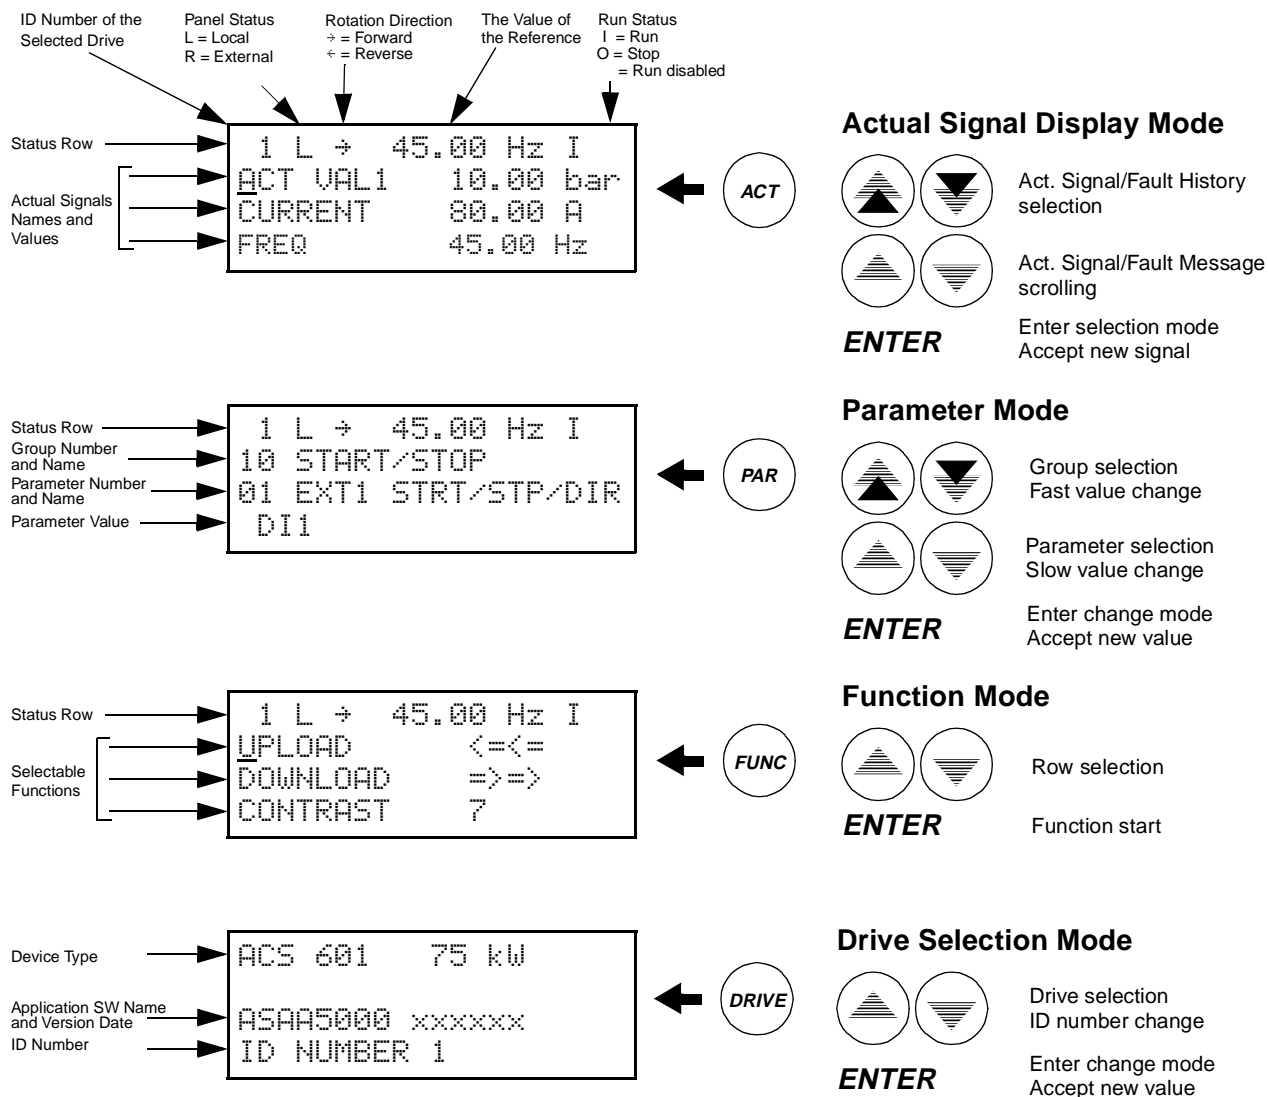 ID Number of the
Selected Drive
Panel Status
L = Local
R = External
Rotation Direction
→ = Forward
← = Reverse
The Value of
the Reference
Run Status
I = Run
O = Stop
= Run disabled
Status Row
1 L → 45.00 Hz I
Actual Signals
Names and
Values
ACT VAL1 10.00 bar
CURRENT 80.00 A
FREQ 45.00 Hz
ACT
Actual Signal Display Mode
Act. Signal/Fault History
selection
Act. Signal/Fault Message
scrolling
ENTER
Enter selection mode
Accept new signal
Status Row
Group Number
and Name
Parameter Number
and Name
Parameter Value
1 L → 45.00 Hz I
10 START/STOP
01 EXT1 STRT/STP/DIR
DI1
PAR
Parameter Mode
Group selection
Fast value change
Parameter selection
Slow value change
ENTER
Enter change mode
Accept new value
Status Row
Selectable
Functions
1 L → 45.00 Hz I
UPLOAD <=<=
DOWNLOAD =>=>
CONTRAST 7
FUNC
Function Mode
Row selection
ENTER
Function start
Device Type
Application SW Name
and Version Date
ID Number
ACS 601 75 kW
ASAA5000 xxxxxx
ID NUMBER 1
DRIVE
Drive Selection Mode
Drive selection
ID number change
ENTER
Enter change mode
Accept new value